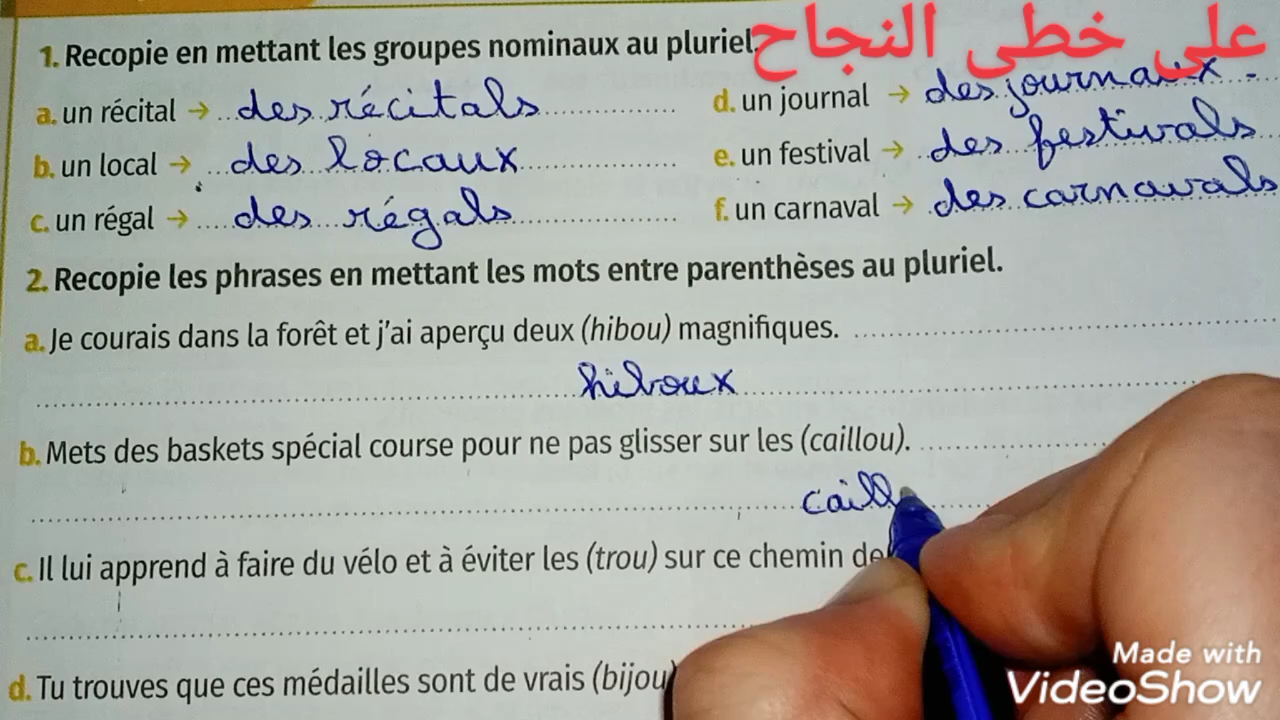 على خطى النجاح
1. Recopie en mettant les groupes nominaux au pluriel.
a. un récital → des récitals
d. un journal → des journaux
b. un local → des locaux
e. un festival → des festivals
c. un régal → des régals
f. un carnaval → des carnavals
2. Recopie les phrases en mettant les mots entre parenthèses au pluriel.
a. Je courais dans la forêt et j'ai aperçu deux (hibou) magnifiques.
hiboux
b. Mets des baskets spécial course pour ne pas glisser sur les (caillou).
caill
c. Il lui apprend à faire du vélo et à éviter les (trou) sur ce chemin de
d. Tu trouves que ces médailles sont de vrais (bijou)
Made with
VideoShow